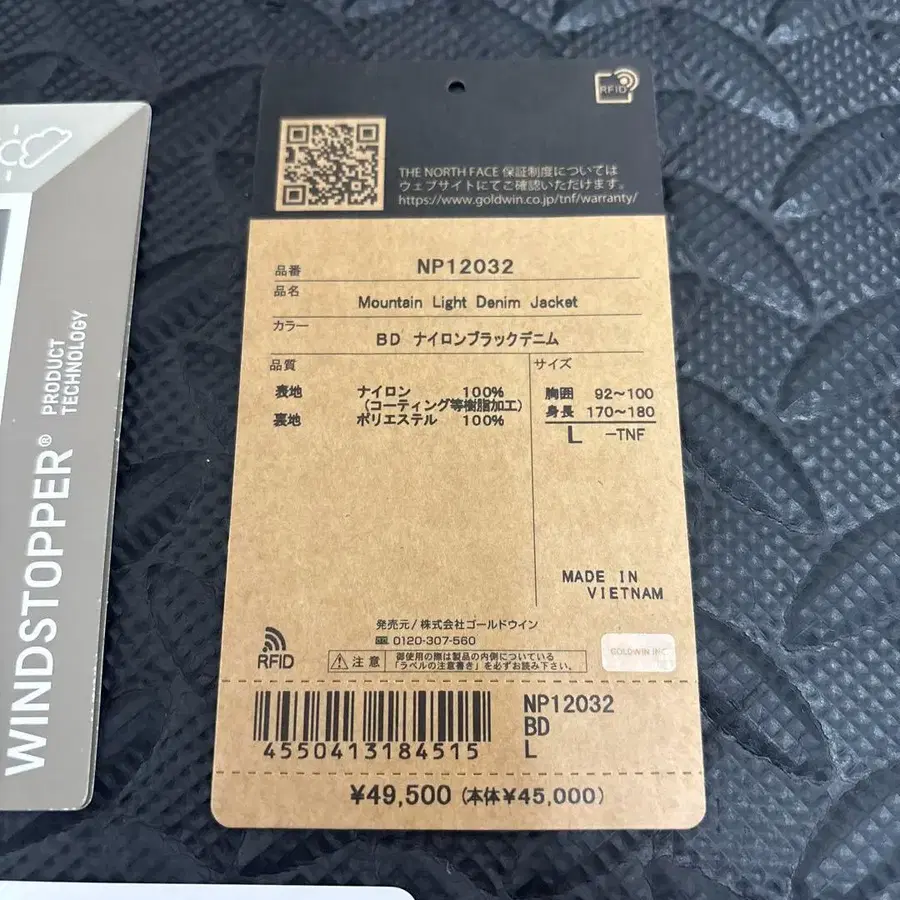 WINDSTOPPER® PRODUCT
TECHNOLOGY
RFID
THE NORTH FACE 保証制度については
ウェブサイトにてご確認いただけます。
https://www.goldwin.co.jp/tnf/warranty/
品番 NP12032
品名 Mountain Light Denim Jacket
カラー BD ナイロンブラックデニム
品質
表地 ナイロン 100%
(コーティング等樹脂加工)
裏地 ポリエステル 100%
サイズ
胸囲 92~100
身長 170~180
L -TNF
MADE IN
VIETNAM
発売元/株式会社ゴールドウイン
0120-307-560
RFID
注意 御使用の際は製品の内側についている
「ラベルの注意書き」を必ずお読み下さい。
GOLDWIN INC.
4550413184515
NP12032
BD
L
¥49,500 (本体¥45,000)